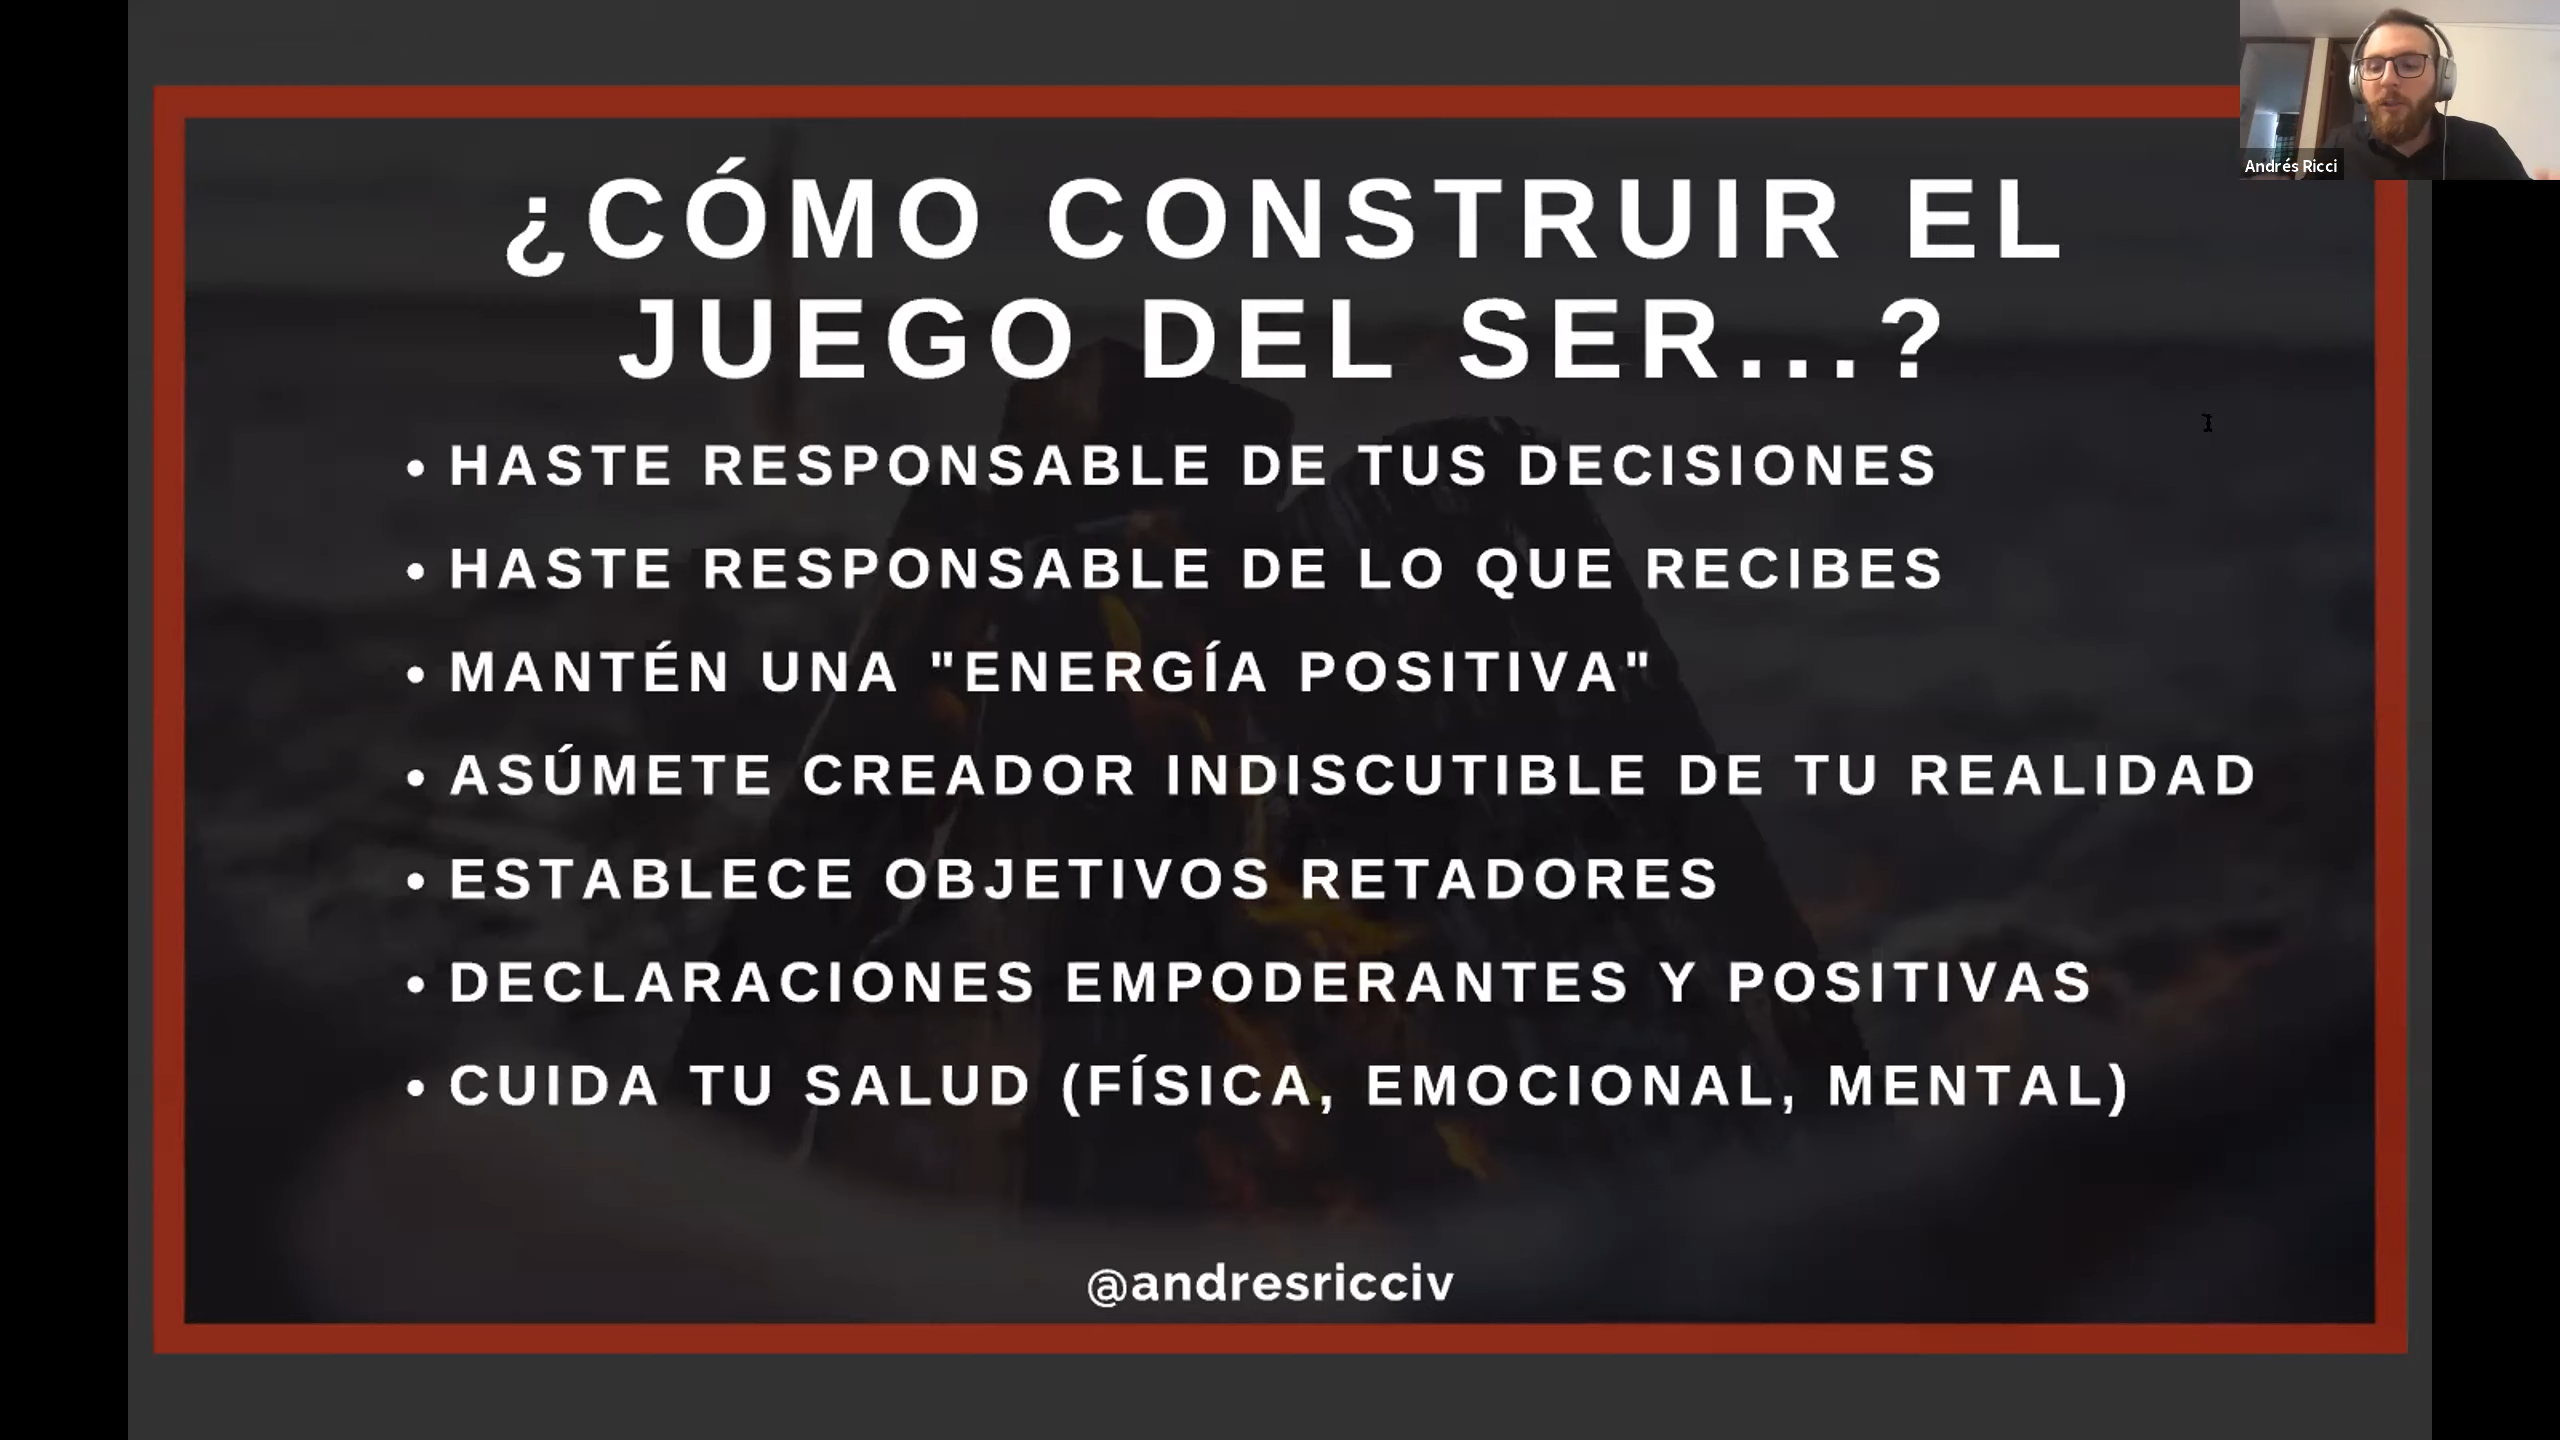 ¿CÓMO CONSTRUIR EL
JUEGO DEL SER...?
• HASTE RESPONSABLE DE TUS DECISIONES
• HASTE RESPONSABLE DE LO QUE RECIBES
• MANTÉN UNA "ENERGÍA POSITIVA"
• ASÚMETE CREADOR INDISCUTIBLE DE TU REALIDAD
• ESTABLECE OBJETIVOS RETADORES
• DECLARACIONES EMPODERANTES Y POSITIVAS
• CUIDA TU SALUD (FÍSICA, EMOCIONAL, MENTAL)
@andresricciv
Andrés Ricci